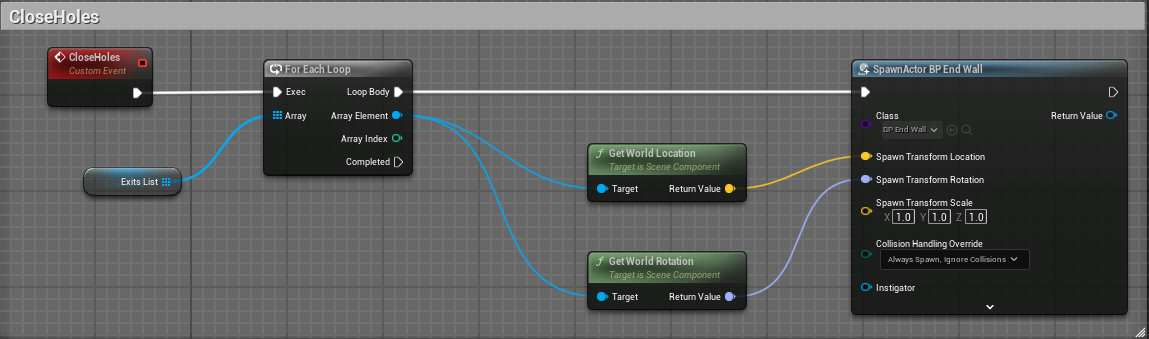 CloseHoles
CloseHoles
Custom Event
For Each Loop
Exec
Loop Body
Array
Array Element
Array Index
Completed
Exits List
Get World Location
Target is Scene Component
Target
Return Value
Get World Rotation
Target is Scene Component
Target
Return Value
SpawnActor BP End Wall
Class
BP End Wall
Return Value
Spawn Transform Location
Spawn Transform Rotation
Spawn Transform Scale
X 1.0 Y 1.0 Z 1.0
Collision Handling Override
Always Spawn, Ignore Collisions
Instigator